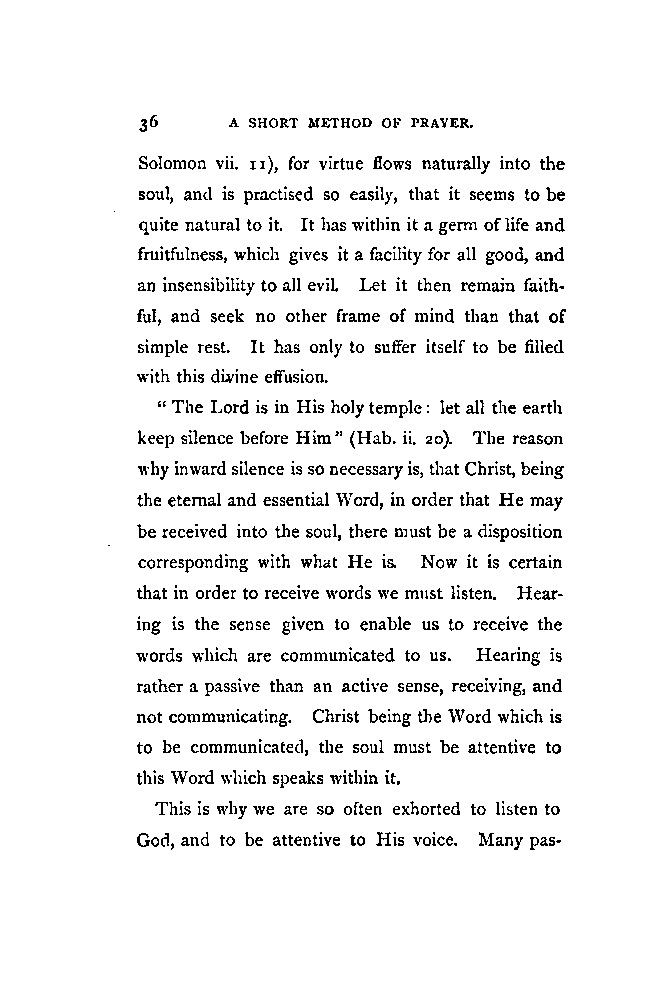 36 A SHORT METHOD OF PRAYER.
Solomon vii. 11), for virtue flows naturally into the
soul, and is practised so easily, that it seems to be
quite natural to it. It has within it a germ of life and
fruitfulness, which gives it a facility for all good, and
an insensibility to all evil. Let it then remain faith-
ful, and seek no other frame of mind than that of
simple rest. It has only to suffer itself to be filled
with this divine effusion.
“ The Lord is in His holy temple : let all the earth
keep silence before Him ” (Hab. ii. 20). The reason
why inward silence is so necessary is, that Christ, being
the eternal and essential Word, in order that He may
be received into the soul, there must be a disposition
corresponding with what He is. Now it is certain
that in order to receive words we must listen. Hear-
ing is the sense given to enable us to receive the
words which are communicated to us. Hearing is
rather a passive than an active sense, receiving, and
not communicating. Christ being the Word which is
to be communicated, the soul must be attentive to
this Word which speaks within it.
This is why we are so often exhorted to listen to
God, and to be attentive to His voice. Many pas-